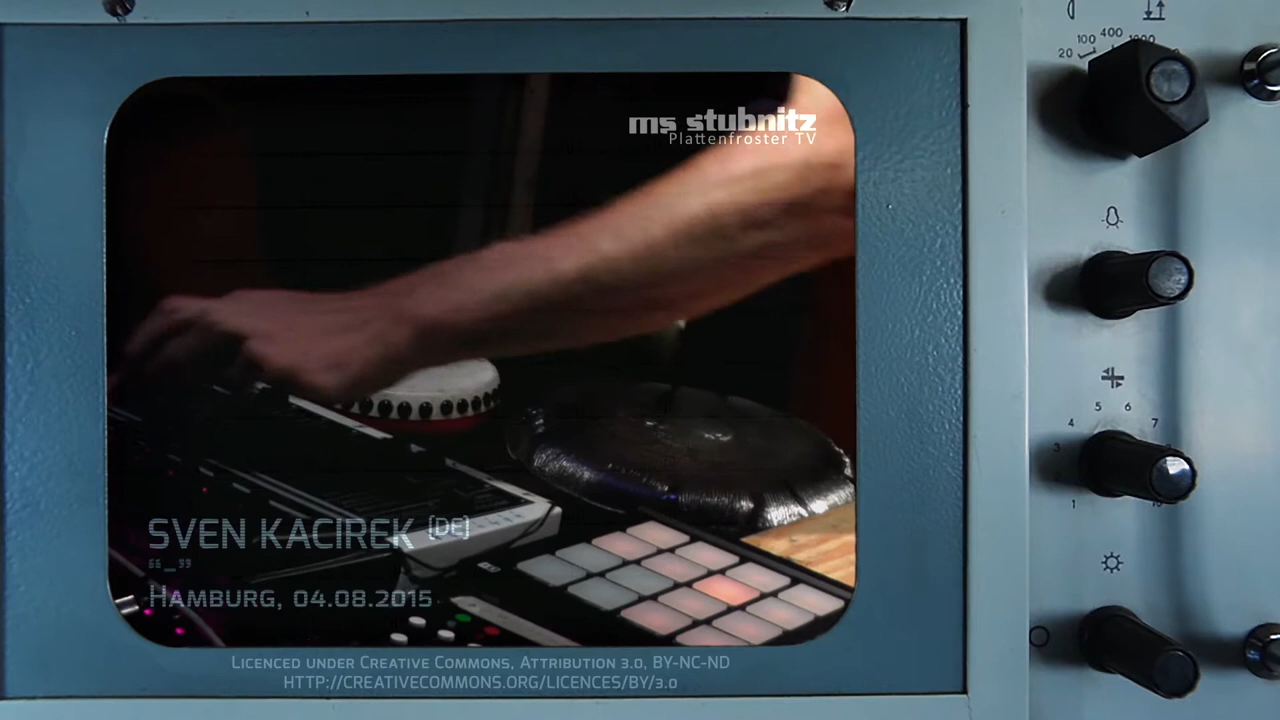 ms stubnitz
Plattenfroster TV
20 100 400 1000
SVEN KACIREK [DE]
“_”
HAMBURG, 04.08.2015
5 6
4 7
3
1 10
LICENCED UNDER CREATIVE COMMONS, ATTRIBUTION 3.0, BY-NC-ND
HTTP://CREATIVECOMMONS.ORG/LICENCES/BY/3.0